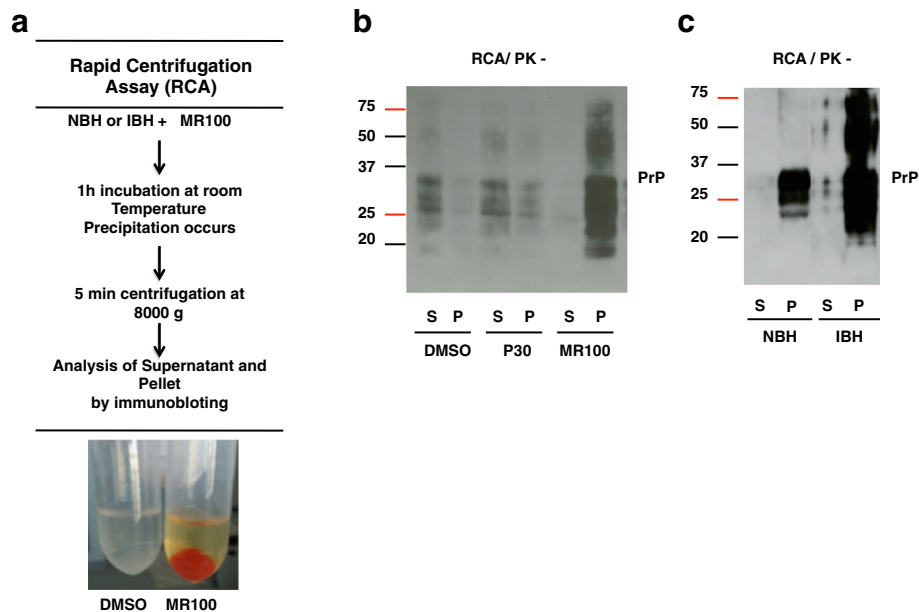 a
Rapid Centrifugation
Assay (RCA)
NBH or IBH + MR100
1h incubation at room
Temperature
Precipitation occurs
5 min centrifugation at
8000 g
Analysis of Supernatant and
Pellet
by immunobloting
DMSO MR100
b
RCA/ PK -
75
50
37
25
20
PrP
S P S P S P
DMSO P30 MR100
c
RCA / PK -
75
50
37
25
20
PrP
S P S P
NBH IBH